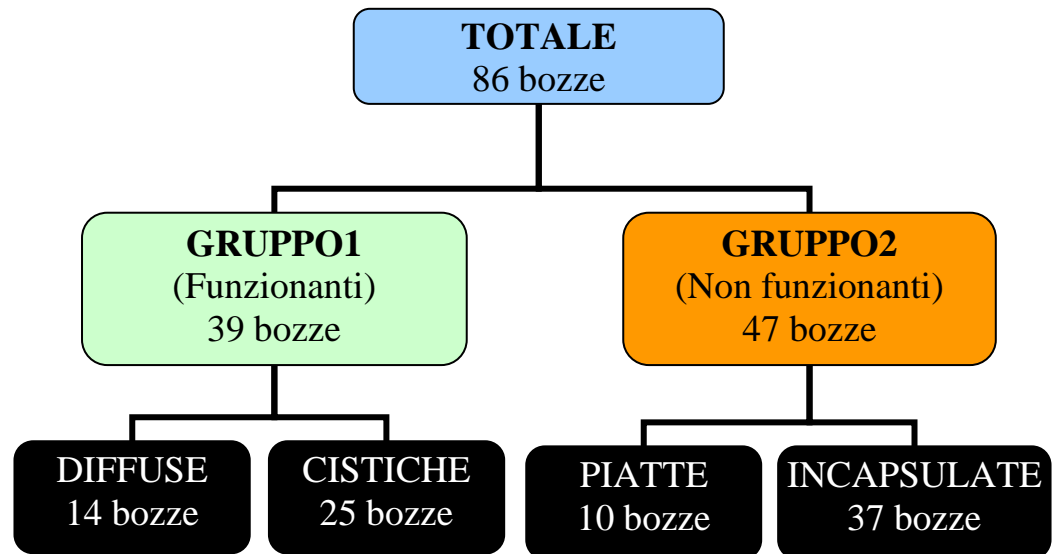 TOTALE
86 bozze
GRUPPO1
(Funzionanti)
39 bozze
GRUPPO2
(Non funzionanti)
47 bozze
DIFFUSE
14 bozze
CISTICHE
25 bozze
PIATTE
10 bozze
INCAPSULATE
37 bozze